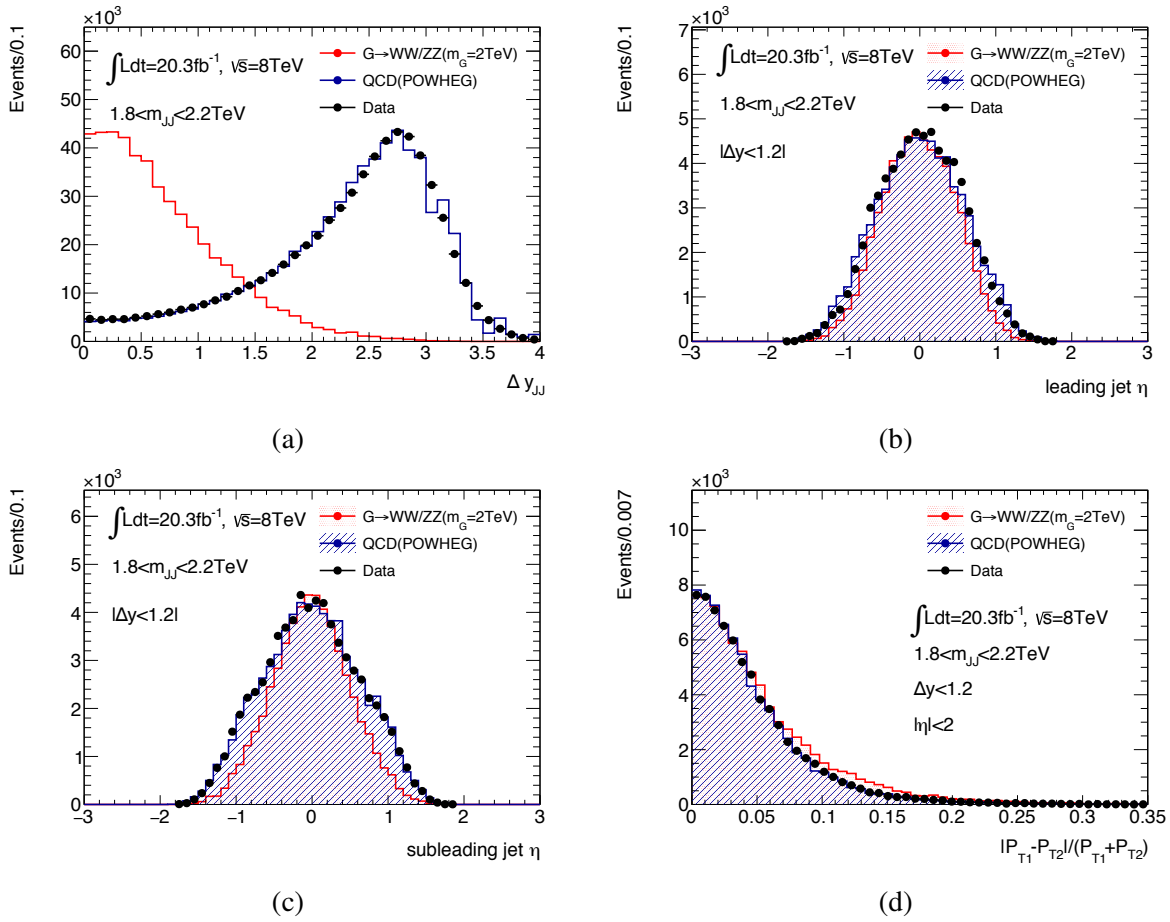 ×10³
Events/0.1
60
50
40
30
20
10
0
∫Ldt=20.3fb⁻¹, √s=8TeV
1.8<m_JJ<2.2TeV
G→WW/ZZ(m_G=2TeV)
QCD(POWHEG)
Data
0 0.5 1 1.5 2 2.5 3 3.5 4
Δ y_JJ
(a)
×10³
Events/0.1
7
6
5
4
3
2
1
0
∫Ldt=20.3fb⁻¹, √s=8TeV
1.8<m_JJ<2.2TeV
|Δy<1.2|
G→WW/ZZ(m_G=2TeV)
QCD(POWHEG)
Data
−3 −2 −1 0 1 2 3
leading jet η
(b)
×10³
Events/0.1
6
5
4
3
2
1
0
∫Ldt=20.3fb⁻¹, √s=8TeV
1.8<m_JJ<2.2TeV
|Δy<1.2|
G→WW/ZZ(m_G=2TeV)
QCD(POWHEG)
Data
−3 −2 −1 0 1 2 3
subleading jet η
(c)
×10³
Events/0.007
10
8
6
4
2
0
G→WW/ZZ(m_G=2TeV)
QCD(POWHEG)
Data
∫Ldt=20.3fb⁻¹, √s=8TeV
1.8<m_JJ<2.2TeV
Δy<1.2
|η|<2
0 0.05 0.1 0.15 0.2 0.25 0.3 0.35
|P_T1-P_T2|/(P_T1+P_T2)
(d)